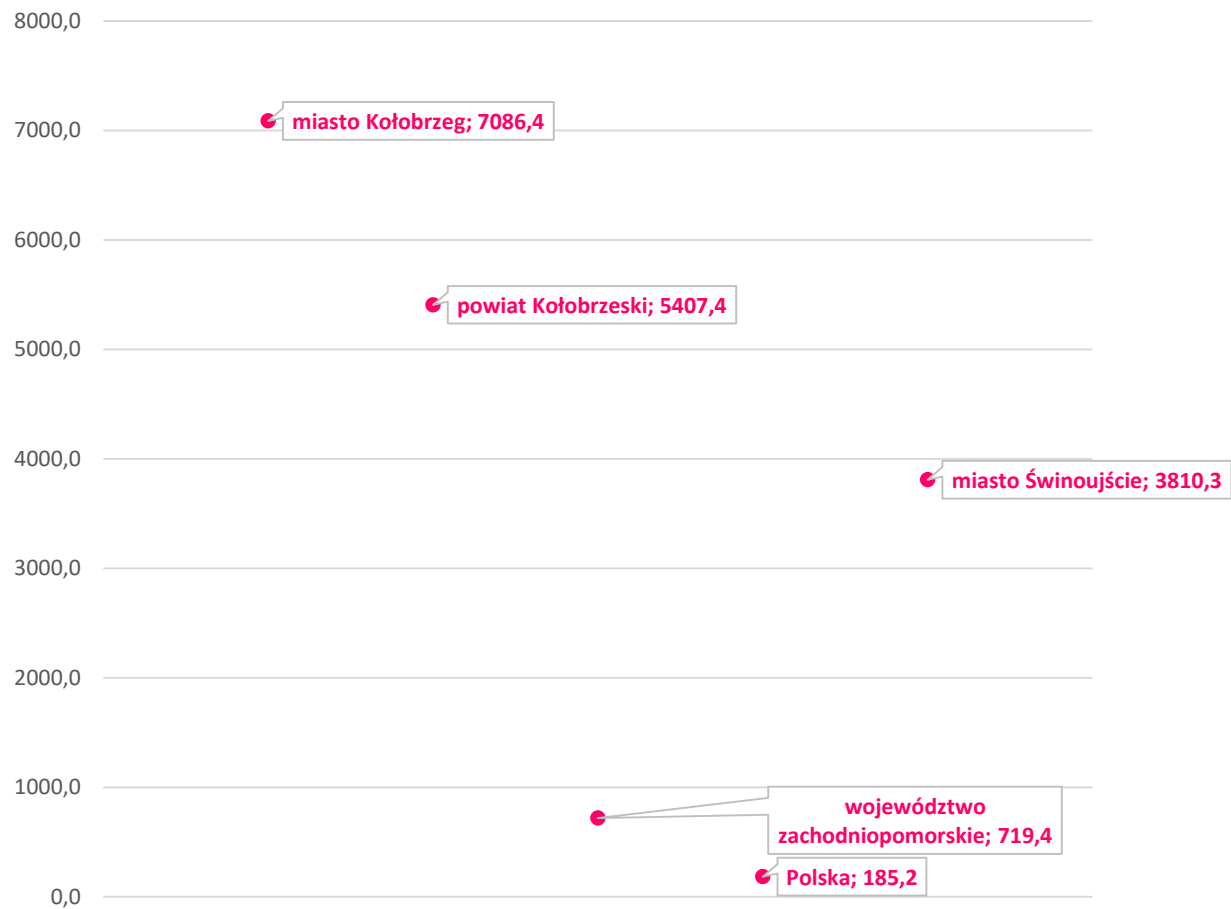 8000,0
7000,0
6000,0
5000,0
4000,0
3000,0
2000,0
1000,0
0,0
miasto Kołobrzeg; 7086,4
powiat Kołobrzeski; 5407,4
miasto Świnoujście; 3810,3
województwo
zachodniopomorskie; 719,4
Polska; 185,2